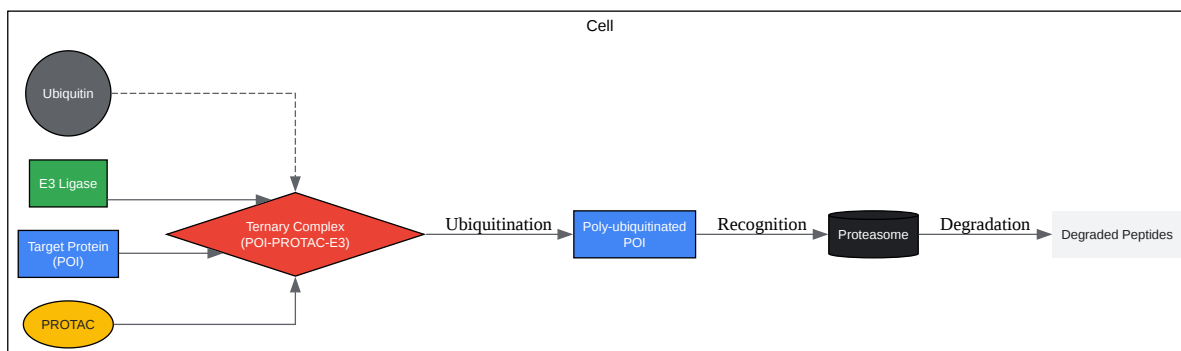 Cell
Ubiquitin
E3 Ligase
Target Protein
(POI)
PROTAC
Ternary Complex
(POI-PROTAC-E3)
Ubiquitination
Poly-ubiquitinated
POI
Recognition
Proteasome
Degradation
Degraded Peptides